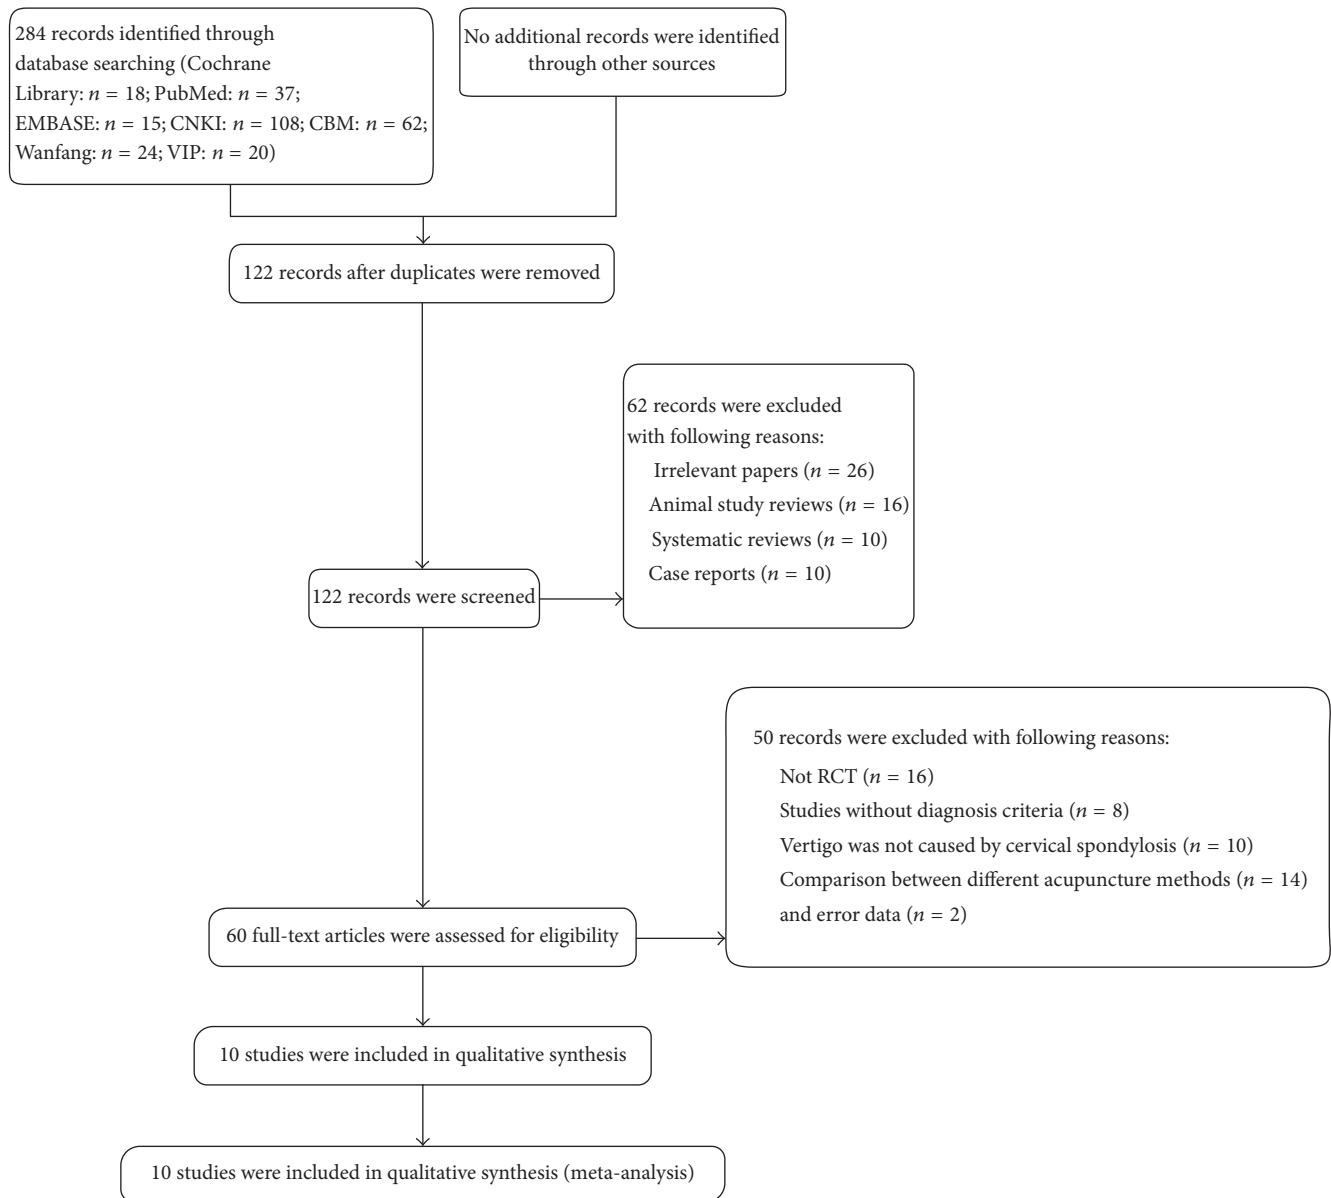 284 records identified through
database searching (Cochrane
Library: n = 18; PubMed: n = 37;
EMBASE: n = 15; CNKI: n = 108; CBM: n = 62;
Wanfang: n = 24; VIP: n = 20)
No additional records were identified
through other sources
122 records after duplicates were removed
62 records were excluded
with following reasons:
Irrelevant papers (n = 26)
Animal study reviews (n = 16)
Systematic reviews (n = 10)
Case reports (n = 10)
122 records were screened
50 records were excluded with following reasons:
Not RCT (n = 16)
Studies without diagnosis criteria (n = 8)
Vertigo was not caused by cervical spondylosis (n = 10)
Comparison between different acupuncture methods (n = 14)
and error data (n = 2)
60 full-text articles were assessed for eligibility
10 studies were included in qualitative synthesis
10 studies were included in qualitative synthesis (meta-analysis)